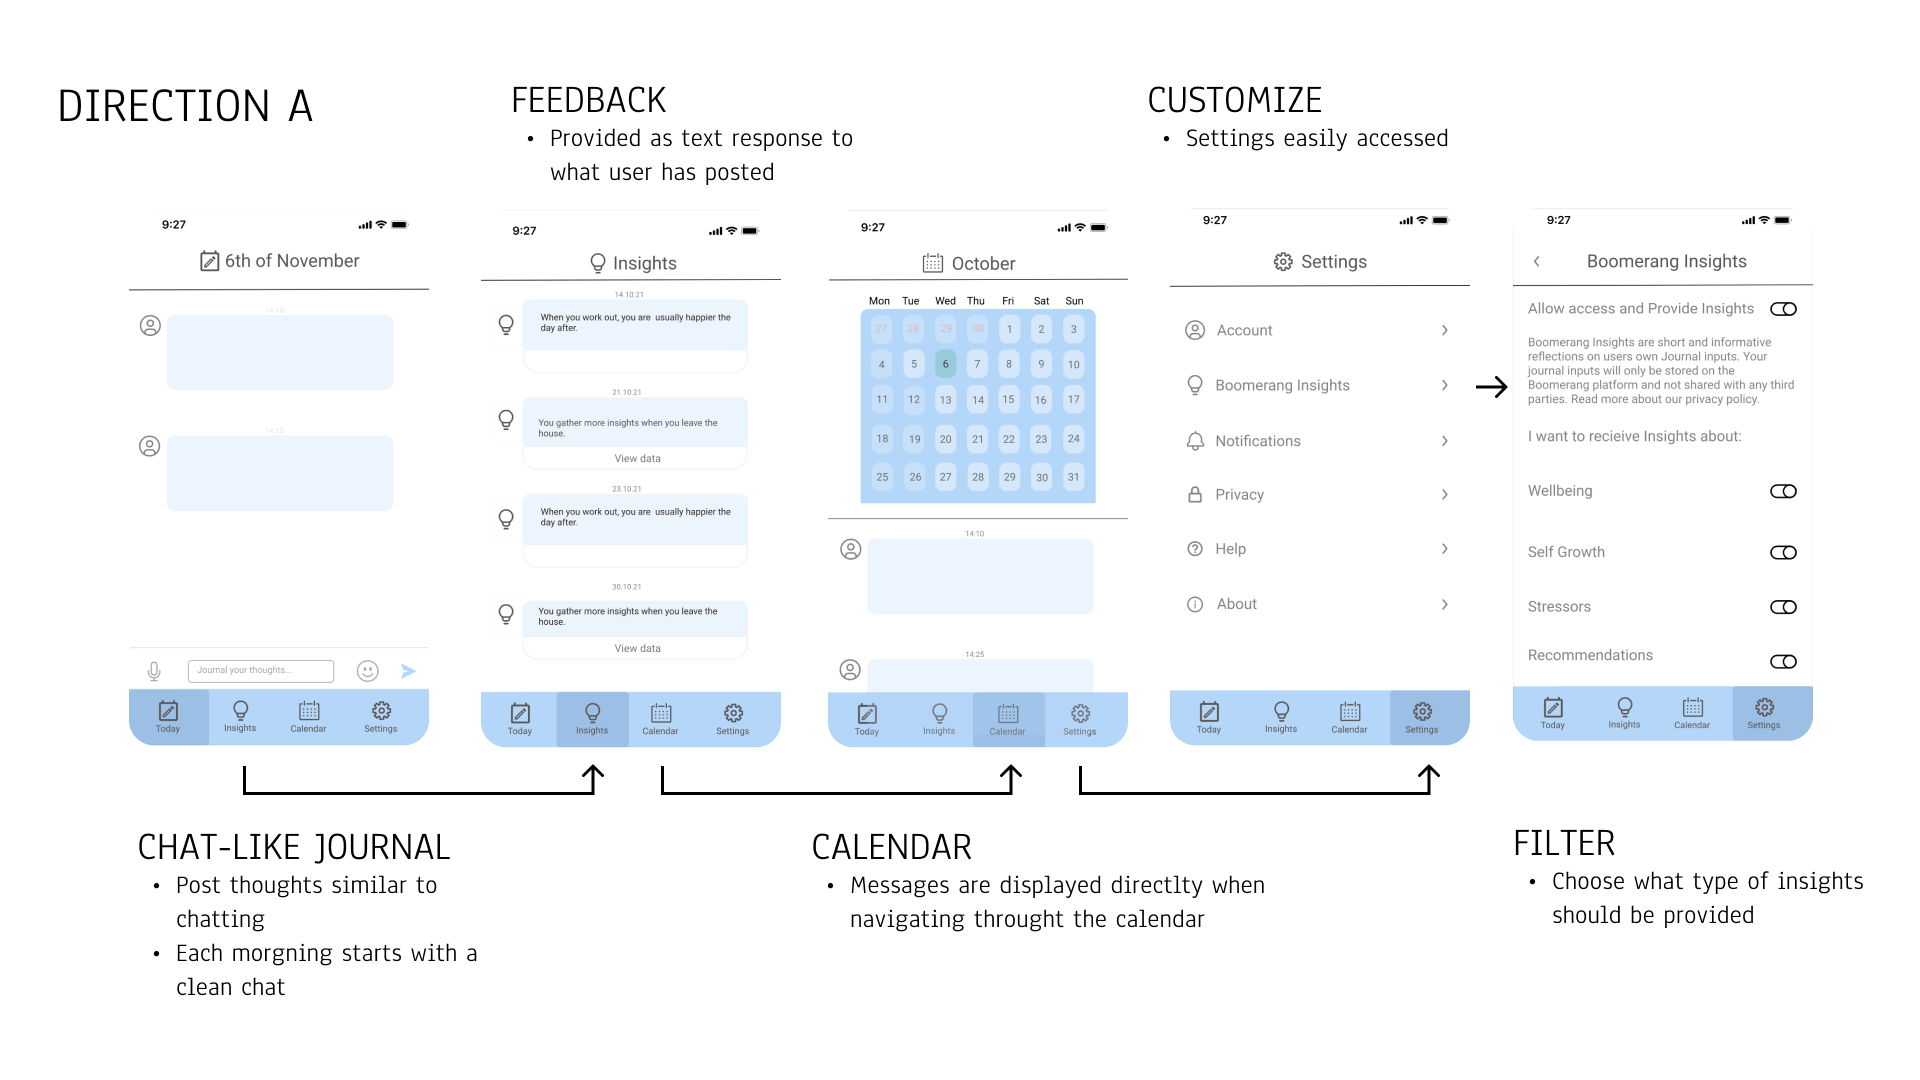 DIRECTION A
FEEDBACK
• Provided as text response to
what user has posted
CUSTOMIZE
• Settings easily accessed
9:27
6th of November
14:10
14:25
Journal your thoughts...
Today
Insights
Calendar
Settings
9:27
Insights
14.10.21
When you work out, you are  usually happier the
day after.
21.10.21
You gather more insights when you leave the
house.
View data
23.10.21
When you work out, you are  usually happier the
day after.
30.10.21
You gather more insights when you leave the
house.
View data
Today
Insights
Calendar
Settings
9:27
October
Mon Tue Wed Thu Fri Sat Sun
27 28 29 30 1 2 3
4 5 6 7 8 9 10
11 12 13 14 15 16 17
18 19 20 21 22 23 24
25 26 27 28 29 30 31
14:10
14:25
Today
Insights
Calendar
Settings
9:27
Settings
Account
Boomerang Insights
Notifications
Privacy
Help
About
Today
Insights
Calendar
Settings
9:27
Boomerang Insights
Allow access and Provide Insights
Boomerang Insights are short and informative
reflections on users own Journal inputs. Your
journal inputs will only be stored on the
Boomerang platform and not shared with any third
parties. Read more about our privacy policy.
I want to recieive Insights about:
Wellbeing
Self Growth
Stressors
Recommendations
Today
Insights
Calendar
Settings
CHAT-LIKE JOURNAL
• Post thoughts similar to
chatting
• Each morgning starts with a
clean chat
CALENDAR
• Messages are displayed directlty when
navigating throught the calendar
FILTER
• Choose what type of insights
should be provided